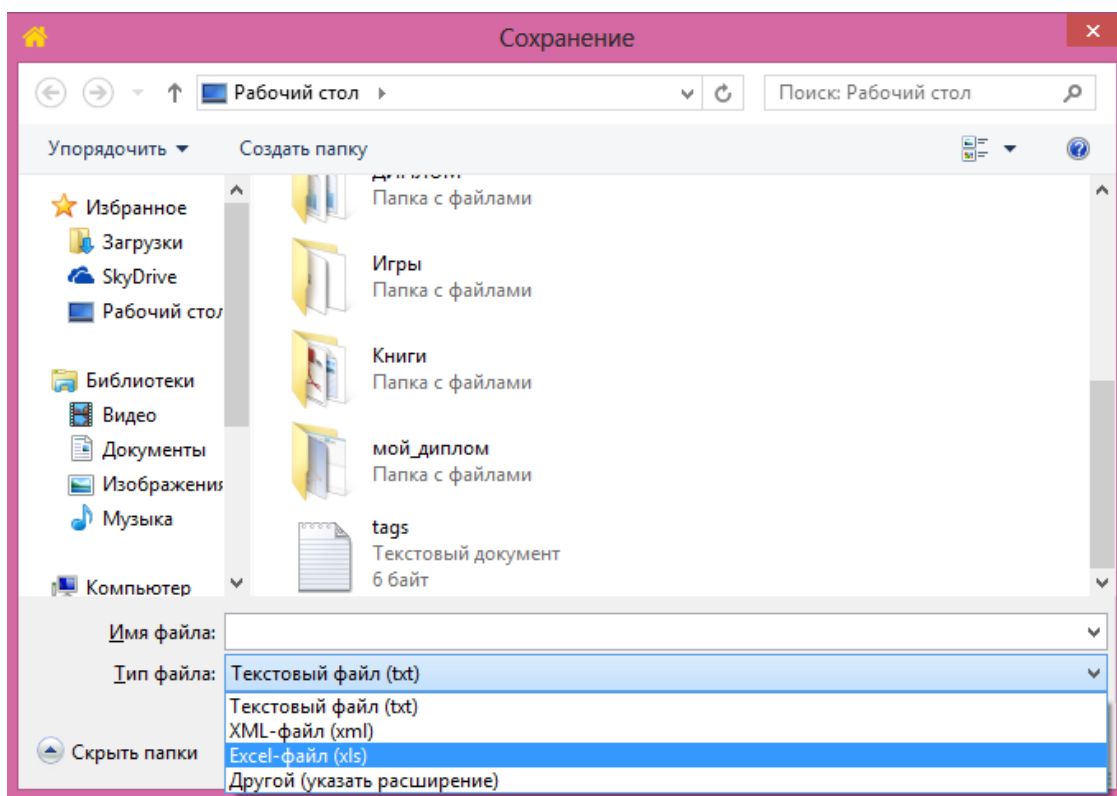 Сохранение
Рабочий стол
Поиск: Рабочий стол
Упорядочить
Создать папку
Избранное
Загрузки
SkyDrive
Рабочий стол
Библиотеки
Видео
Документы
Изображения
Музыка
Компьютер
ДИПЛОМ
Папка с файлами
Игры
Папка с файлами
Книги
Папка с файлами
мой_диплом
Папка с файлами
tags
Текстовый документ
6 байт
Имя файла:
Тип файла: Текстовый файл (txt)
Текстовый файл (txt)
XML-файл (xml)
Excel-файл (xls)
Другой (указать расширение)
Скрыть папки